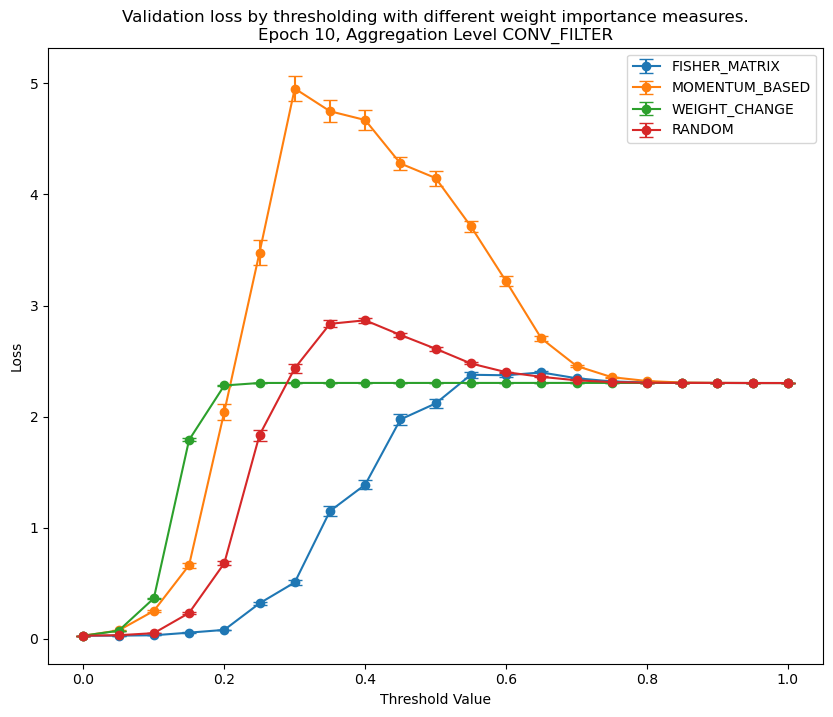 Validation loss by thresholding with different weight importance measures.
Epoch 10, Aggregation Level CONV_FILTER
FISHER_MATRIX
MOMENTUM_BASED
WEIGHT_CHANGE
RANDOM
Loss
5
4
3
2
1
0
0.0
0.2
0.4
0.6
0.8
1.0
Threshold Value